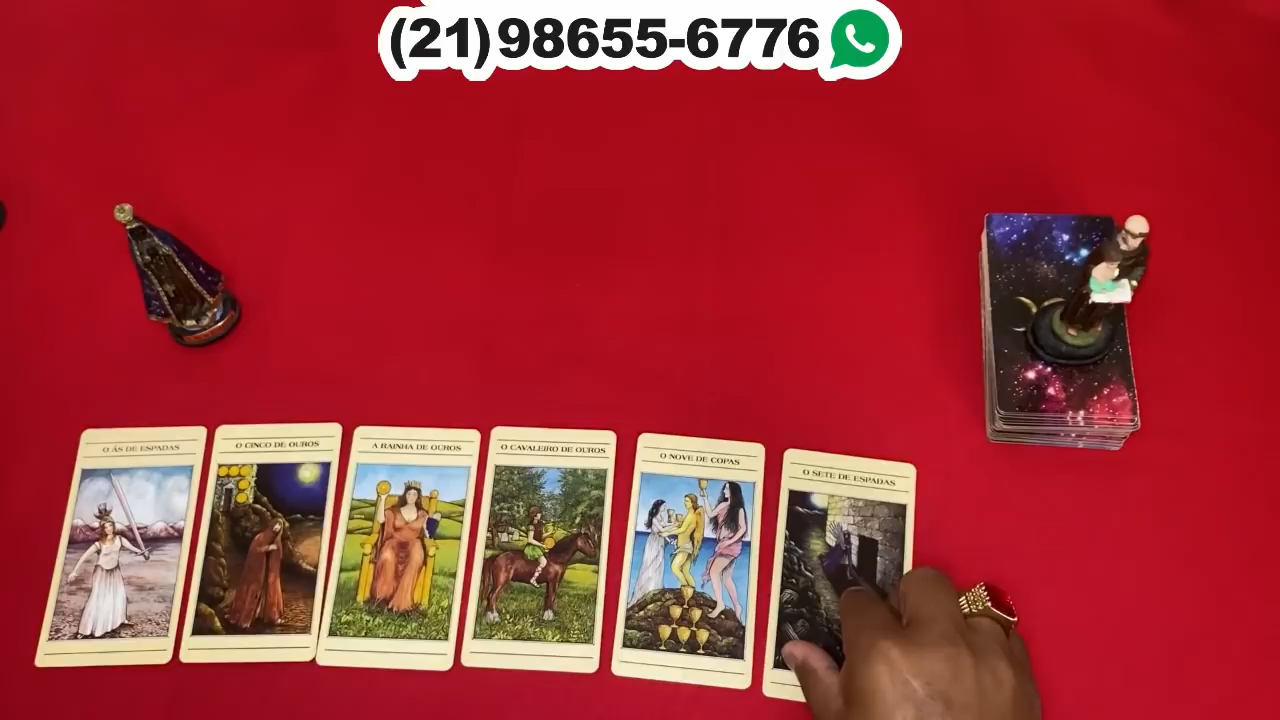 (21)98655-6776
O ÁS DE ESPADAS
O CINCO DE OUROS
A RAINHA DE OUROS
O CAVALEIRO DE OUROS
O NOVE DE COPAS
O SETE DE ESPADAS